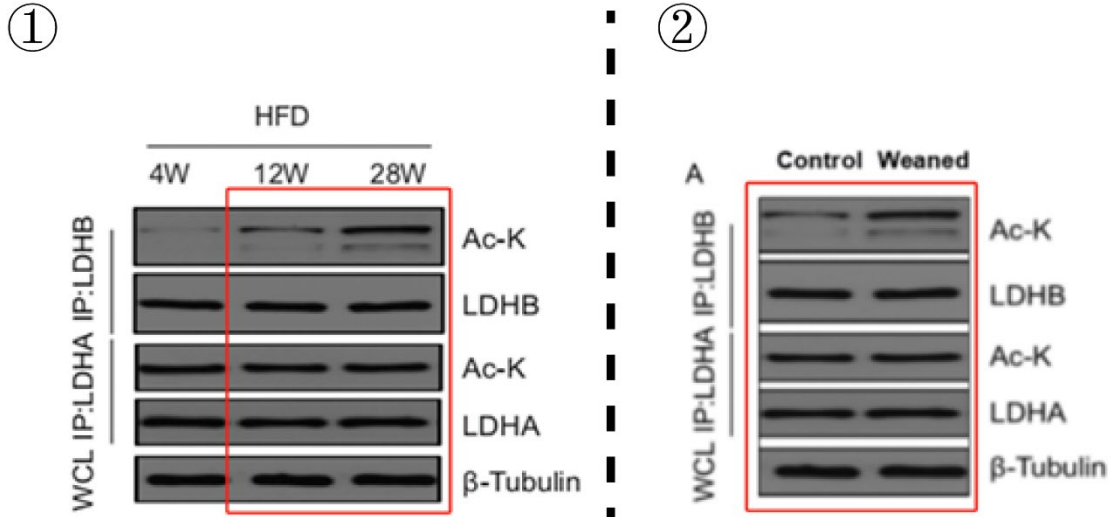 ①
HFD
4W 12W 28W
IP:LDHB
Ac-K
LDHB
IP:LDHA
Ac-K
LDHA
WCL
β-Tubulin
②
A
Control Weaned
IP:LDHB
Ac-K
LDHB
IP:LDHA
Ac-K
LDHA
WCL
β-Tubulin